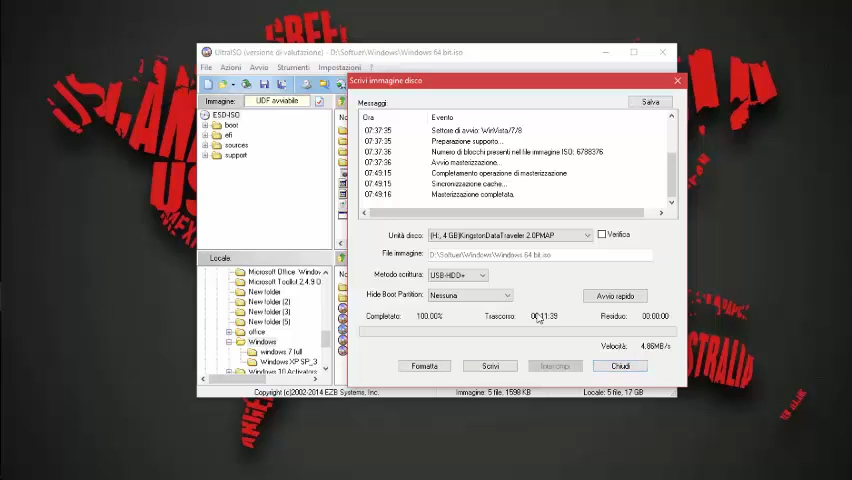 UltraISO (versione di valutazione) - D:\Softuer\Windows\Windows 64 bit.iso
File Azioni Avvio Strumenti Impostazioni ?
Immagine: UDF avviabile
ESD-ISO
boot
efi
sources
support
Locale:
Microsoft Office Window
Microsoft Toolkit 2.4.9 O
New folder
New folder (2)
New folder (3)
New folder (5)
office
Windows
windows 7 full
Windows XP SP_3
Windows 10 Activators
Copyright (c)2002-2014 EZB Systems, Inc.
Immagine: 5 file, 1598 KB
Locale: 5 file, 17 GB
Scrivi immagine disco
Messaggi:
Salva
Ora Evento
07:37:35 Settore di avvio: WinVista/7/8
07:37:35 Preparazione supporto...
07:37:36 Numero di blocchi presenti nel file immagine ISO: 6788376
07:37:36 Avvio masterizzazione...
07:49:15 Completamento operazione di masterizzazione
07:49:15 Sincronizzazione cache...
07:49:16 Masterizzazione completata.
Unità disco: (H:, 4 GB)KingstonDataTraveler 2.0PMAP
Verifica
File immagine: D:\Softuer\Windows\Windows 64 bit.iso
Metodo scrittura: USB-HDD+
Hide Boot Partition: Nessuna
Avvio rapido
Completato: 100.00% Trascorso: 00:11:39 Residuo: 00:00:00
Velocità: 4.86MB/s
Formatta Scrivi Interrompi Chiudi
AUSTRALIA